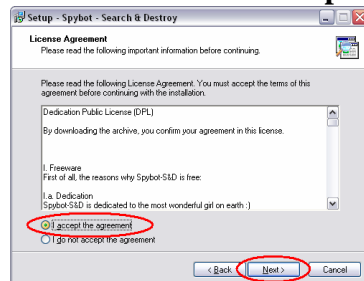 Setup - Spybot - Search & Destroy
License Agreement
Please read the following important information before continuing.
Please read the following License Agreement. You must accept the terms of this
agreement before continuing with the installation.
Dedication Public License (DPL)
By downloading the archive, you confirm your agreement in this license.
I. Freeware
First of all, the reasons why Spybot-S&D is free:
I.a. Dedication
Spybot-S&D is dedicated to the most wonderful girl on earth :)
I accept the agreement
I do not accept the agreement
< Back
Next >
Cancel